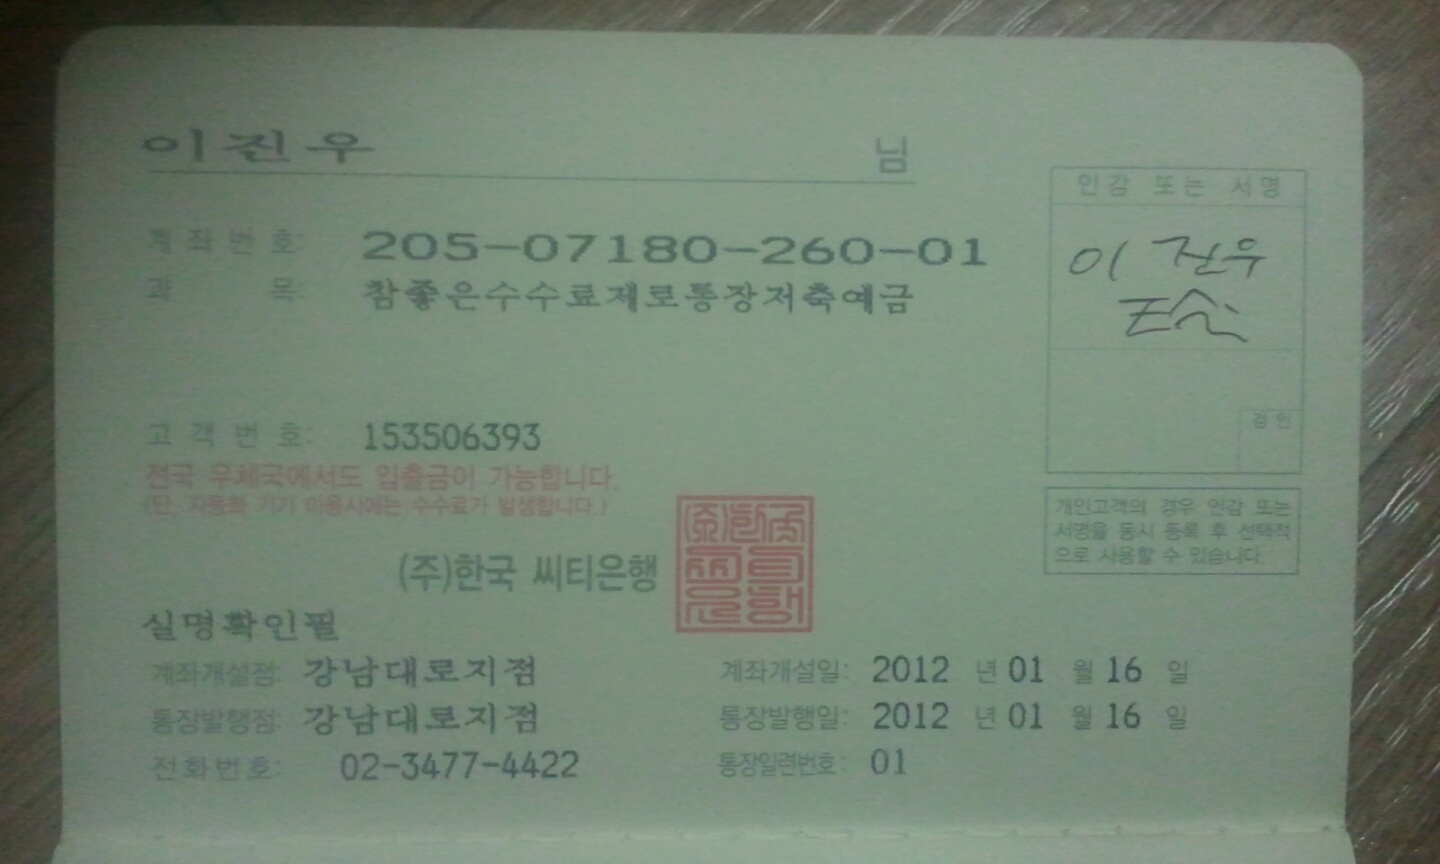 이진우 님
계좌번호: 205-07180-260-01
과 목: 참좋은수수료제로통장저축예금
인감 또는 서명
이진우
검인
고객번호: 153506393
전국 우체국에서도 입출금이 가능합니다.
(단, 자동화 기기 이용시에는 수수료가 발생합니다.)
개인고객의 경우 인감 또는
서명을 동시 등록 후 선택적
으로 사용할 수 있습니다.
(주)한국 씨티은행
실명확인필
계좌개설점: 강남대로지점 계좌개설일: 2012 년 01 월 16 일
통장발행점: 강남대로지점 통장발행일: 2012 년 01 월 16 일
전화번호: 02-3477-4422 통장일련번호: 01